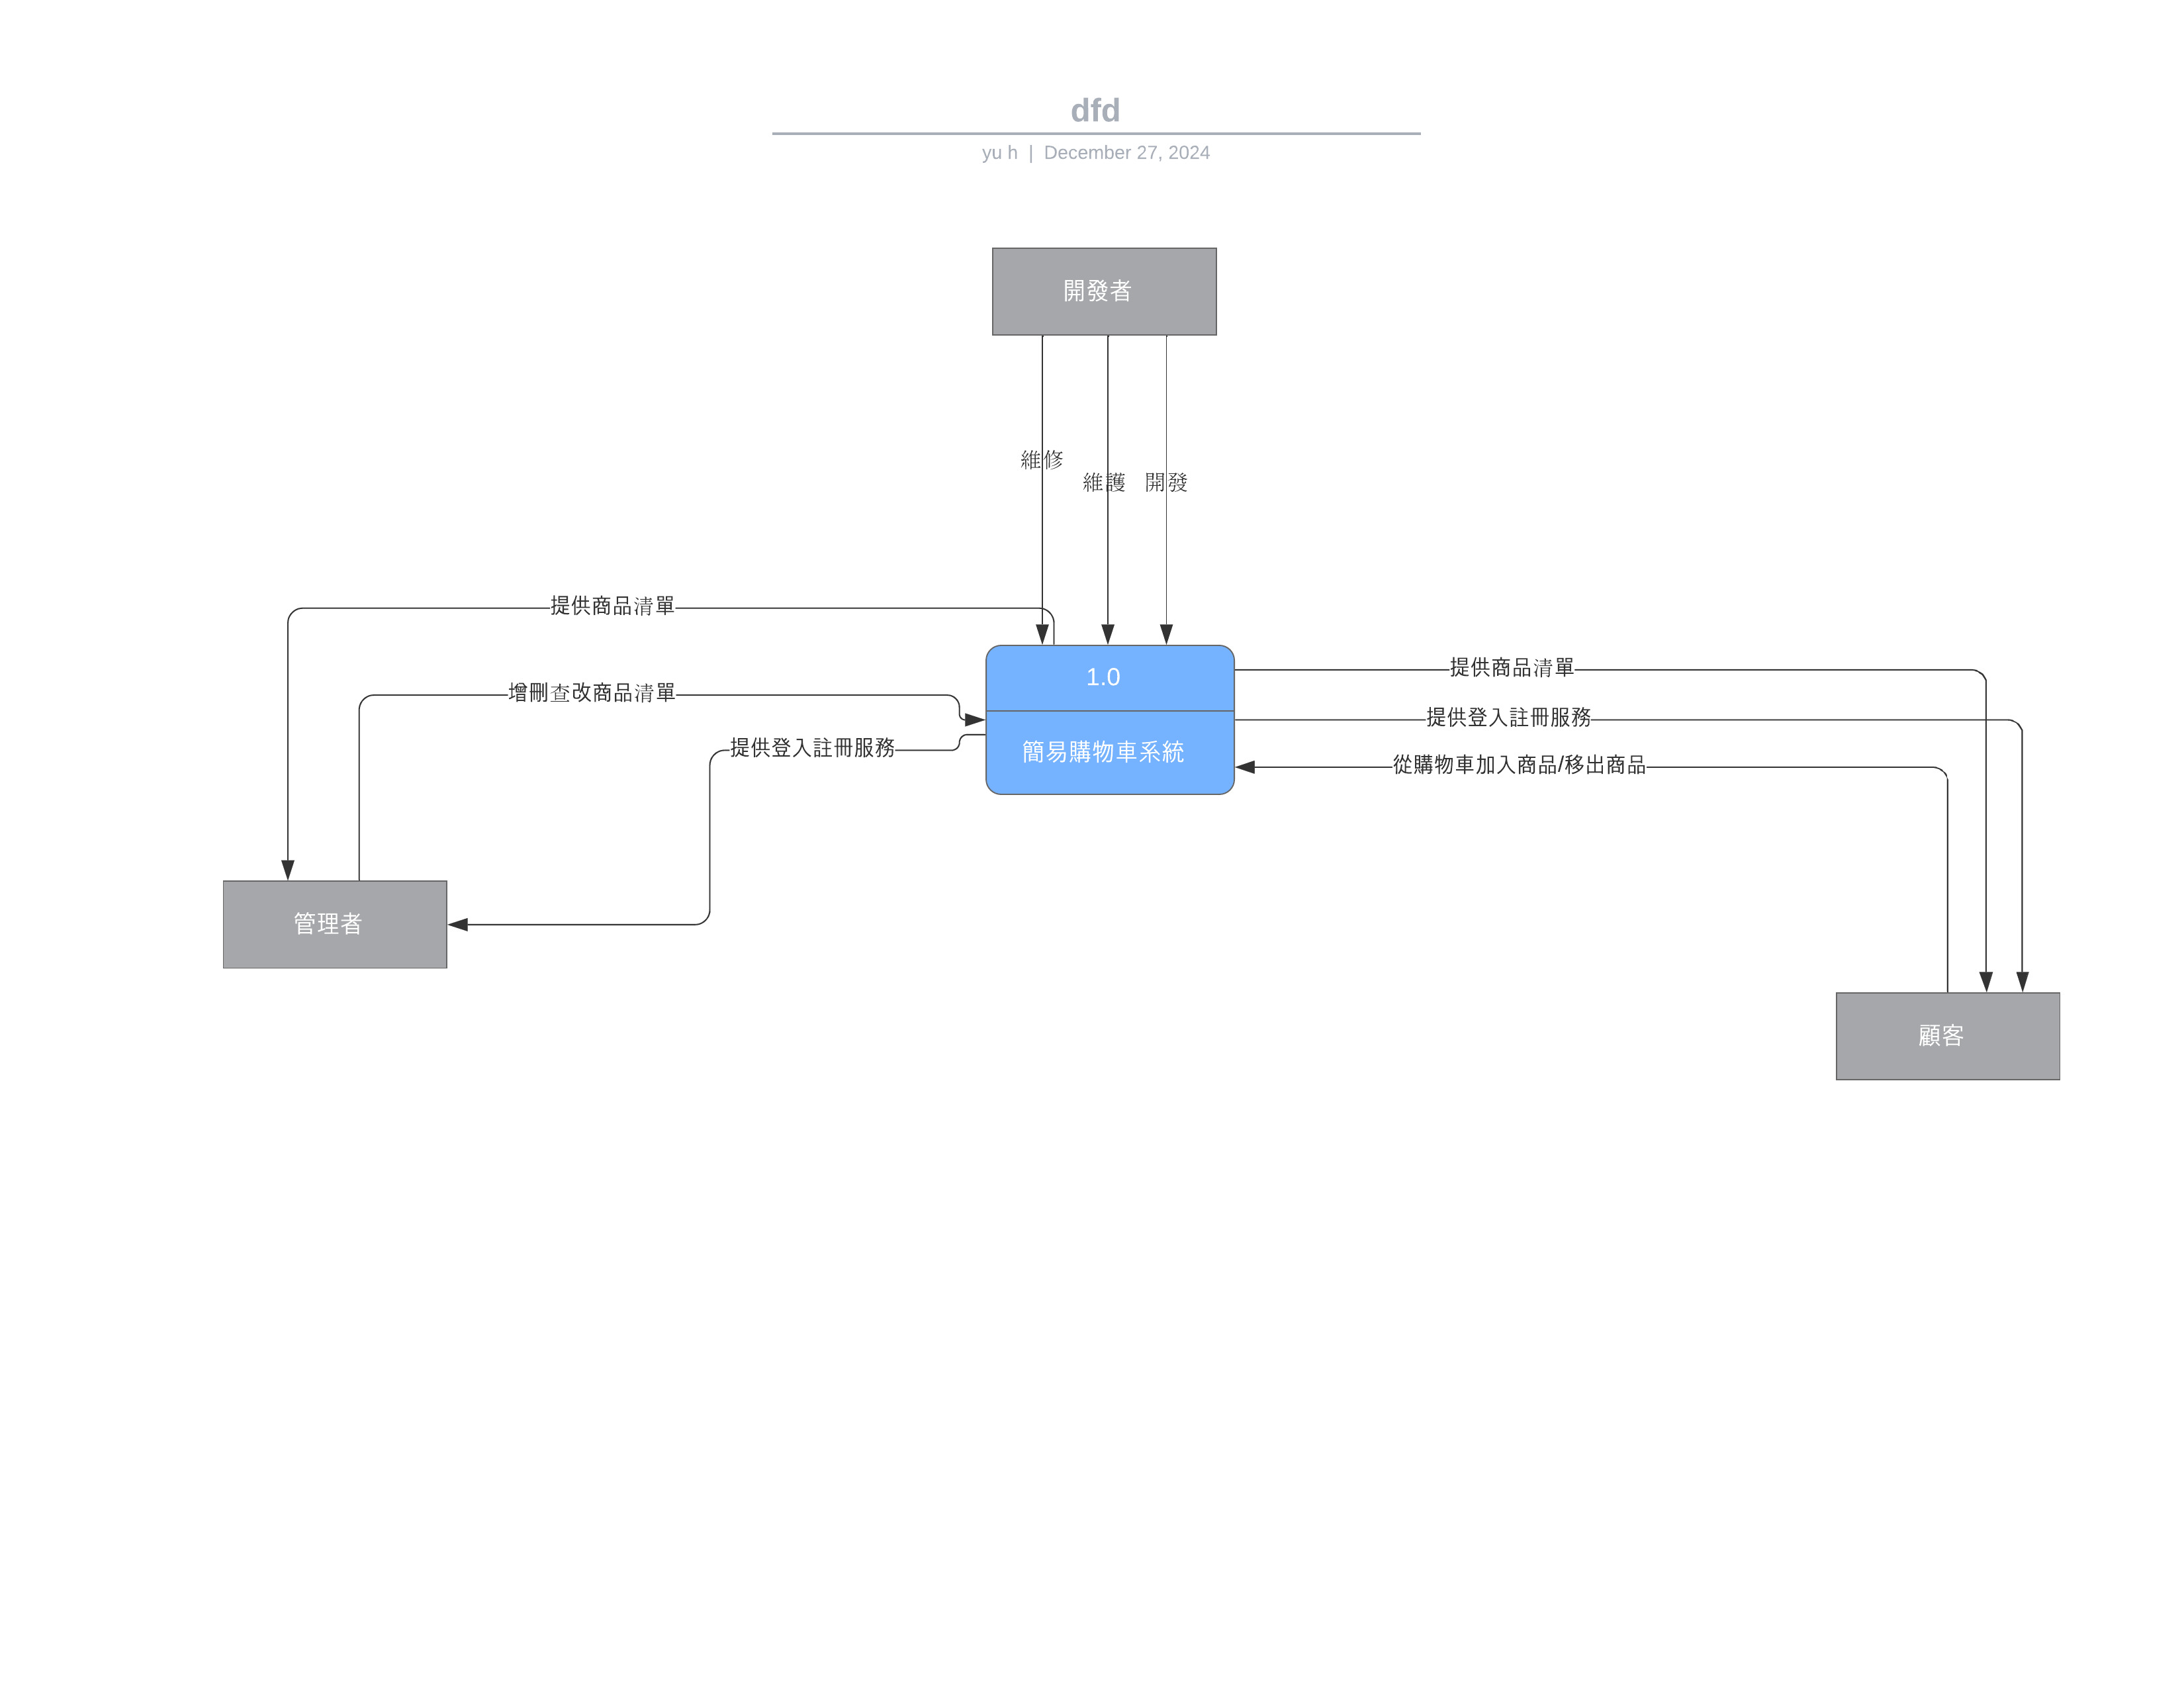 dfd
yu h | December 27, 2024
開發者
維修
維護
開發
提供商品清單
增刪查改商品清單
提供登入註冊服務
1.0
簡易購物車系統
提供商品清單
提供登入註冊服務
從購物車加入商品/移出商品
管理者
顧客